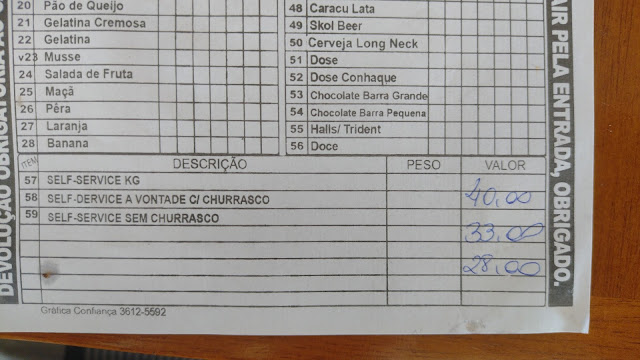 20 Pão de Queijo
21 Gelatina Cremosa
22 Gelatina
v23 Musse
24 Salada de Fruta
25 Maçã
26 Pêra
27 Laranja
28 Banana
48 Caracu Lata
49 Skol Beer
50 Cerveja Long Neck
51 Dose
52 Dose Conhaque
53 Chocolate Barra Grande
54 Chocolate Barra Pequena
55 Halls/ Trident
56 Doce
ITEM DESCRIÇÃO PESO VALOR
57 SELF-SERVICE KG
58 SELF-DERVICE A VONTADE C/ CHURRASCO 40,00
59 SELF-SERVICE SEM CHURRASCO
33,00
28,00
Gráfica Confiança 3612-5592
DEVOLUÇÃO OBRIGATÓRIA
AR PELA ENTRADA, OBRIGADO.